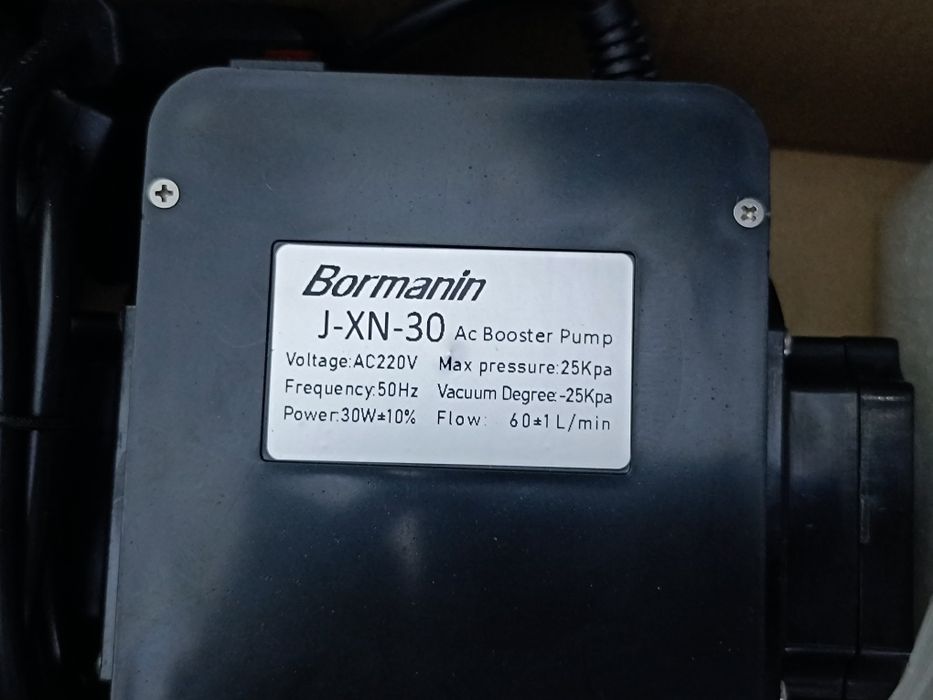 Bormanin
J-XN-30 Ac Booster Pump
Voltage:AC220V Max pressure:25Kpa
Frequency:50Hz Vacuum Degree:-25Kpa
Power:30W±10% Flow: 60±1 L/min